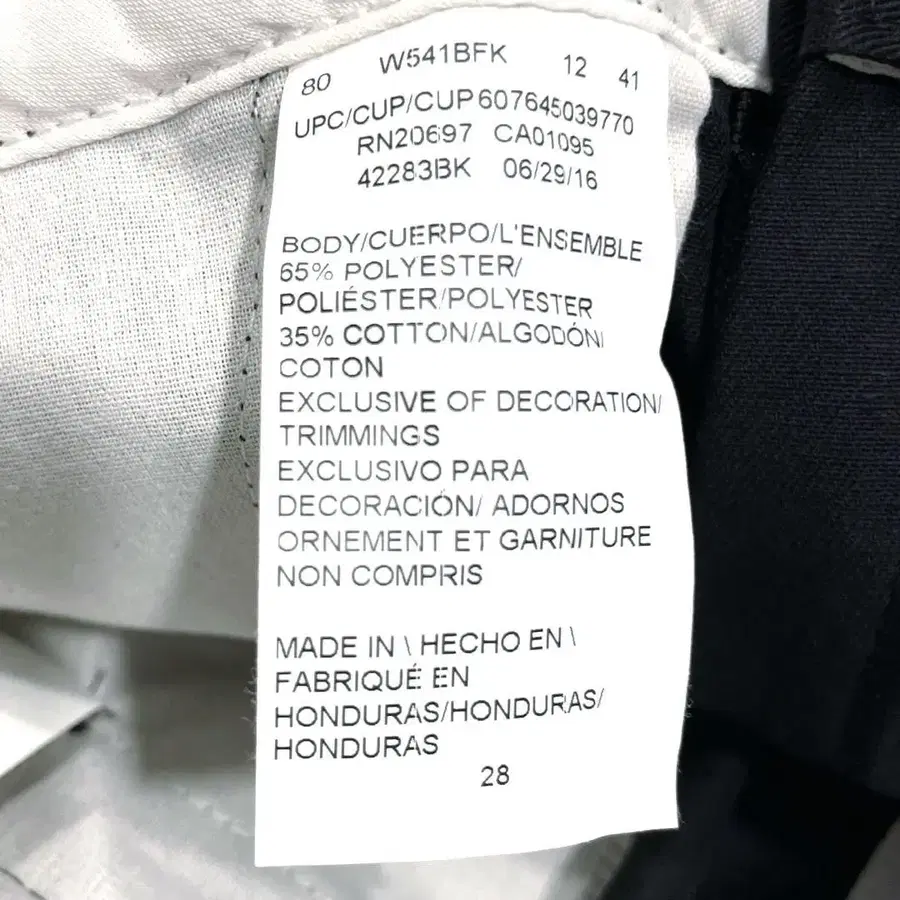 80 W541BFK 12 41
UPC/CUP/CUP607645039770
RN20697 CA01095
42283BK 06/29/16
BODY/CUERPO/L'ENSEMBLE
65% POLYESTER/
POLIÉSTER/POLYESTER
35% COTTON/ALGODÓN/
COTON
EXCLUSIVE OF DECORATION/
TRIMMINGS
EXCLUSIVO PARA
DECORACIÓN/ ADORNOS
ORNEMENT ET GARNITURE
NON COMPRIS
MADE IN \ HECHO EN \
FABRIQUÉ EN
HONDURAS/HONDURAS/
HONDURAS
28